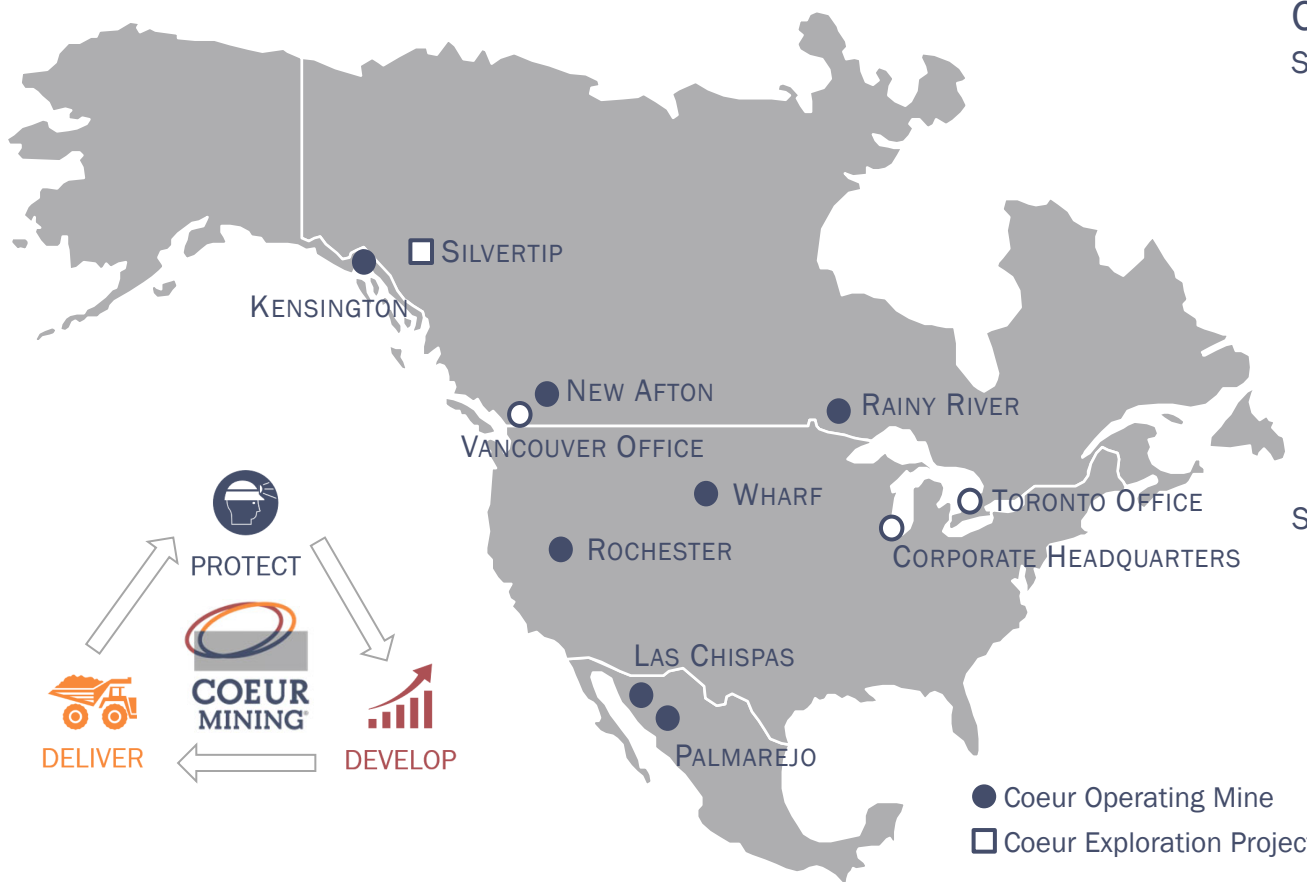 SILVERTIP
KENSINGTON
NEW AFTON
RAINY RIVER
VANCOUVER OFFICE
WHARF
TORONTO OFFICE
ROCHESTER
CORPORATE HEADQUARTERS
PROTECT
LAS CHISPAS
COEUR
MINING®
DELIVER
DEVELOP
PALMAREJO
Coeur Operating Mine
Coeur Exploration Project